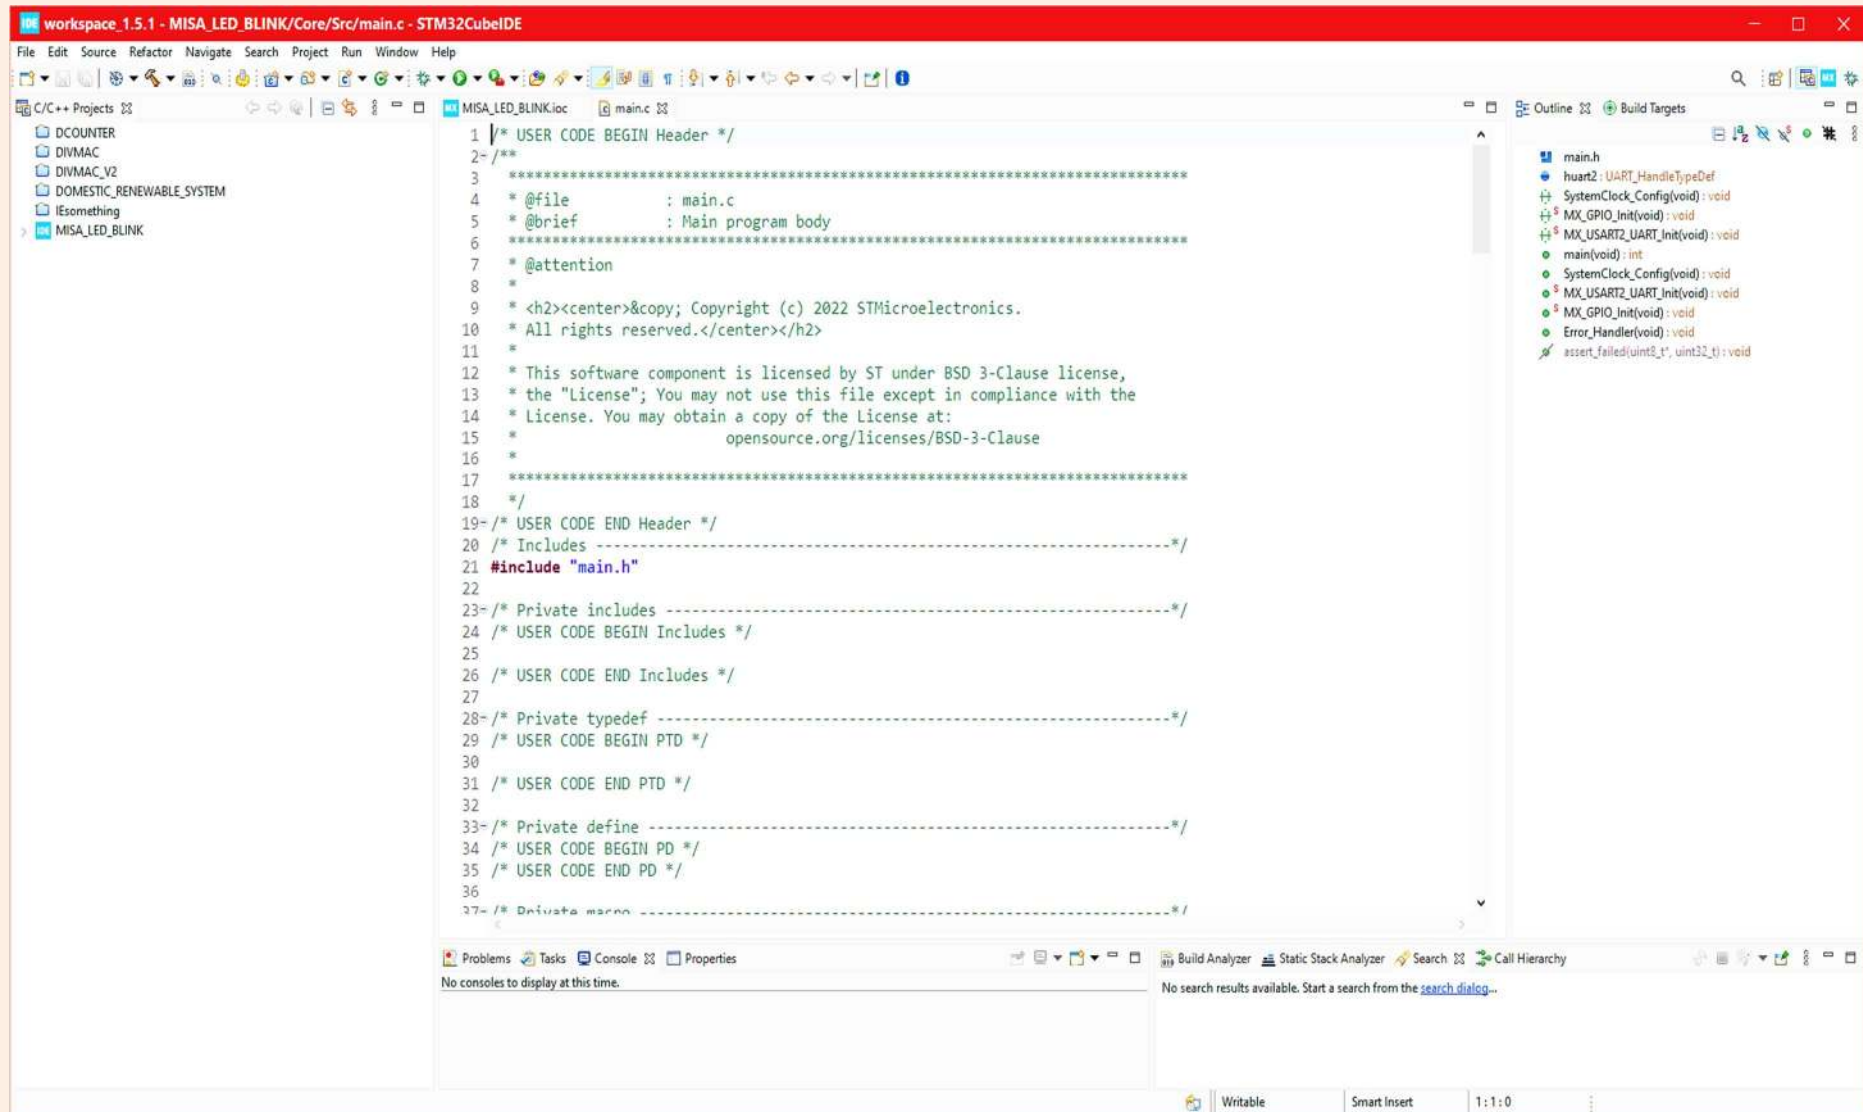 workspace_1.5.1 - MISA_LED_BLINK/Core/Src/main.c - STM32CubeIDE
File Edit Source Refactor Navigate Search Project Run Window Help
C/C++ Projects
DCOUNTER
DIVMAC
DIVMAC_V2
DOMESTIC_RENEWABLE_SYSTEM
IEsomething
MISA_LED_BLINK
MISA_LED_BLINK.ioc main.c
1 /* USER CODE BEGIN Header */
2 /**
3 ******************************************************************************
4 * @file : main.c
5 * @brief : Main program body
6 ******************************************************************************
7 * @attention
8 *
9 * <h2><center>&copy; Copyright (c) 2022 STMicroelectronics.
10 * All rights reserved.</center></h2>
11 *
12 * This software component is licensed by ST under BSD 3-Clause license,
13 * the "License"; You may not use this file except in compliance with the
14 * License. You may obtain a copy of the License at:
15 * opensource.org/licenses/BSD-3-Clause
16 *
17 ******************************************************************************
18 */
19 /* USER CODE END Header */
20 /* Includes ------------------------------------------------------------------*/
21 #include "main.h"
22
23 /* Private includes ----------------------------------------------------------*/
24 /* USER CODE BEGIN Includes */
25
26 /* USER CODE END Includes */
27
28 /* Private typedef -----------------------------------------------------------*/
29 /* USER CODE BEGIN PTD */
30
31 /* USER CODE END PTD */
32
33 /* Private define ------------------------------------------------------------*/
34 /* USER CODE BEGIN PD */
35 /* USER CODE END PD */
36
37 /* Private macro -------------------------------------------------------------*/
Outline Build Targets
main.h
huart2 : UART_HandleTypeDef
SystemClock_Config(void) : void
MX_GPIO_Init(void) : void
MX_USART2_UART_Init(void) : void
main(void) : int
SystemClock_Config(void) : void
MX_USART2_UART_Init(void) : void
MX_GPIO_Init(void) : void
Error_Handler(void) : void
assert_failed(uint8_t*, uint32_t) : void
Problems Tasks Console Properties
No consoles to display at this time.
Build Analyzer Static Stack Analyzer Search Call Hierarchy
No search results available. Start a search from the search dialog...
Writable Smart Insert 1:1:0